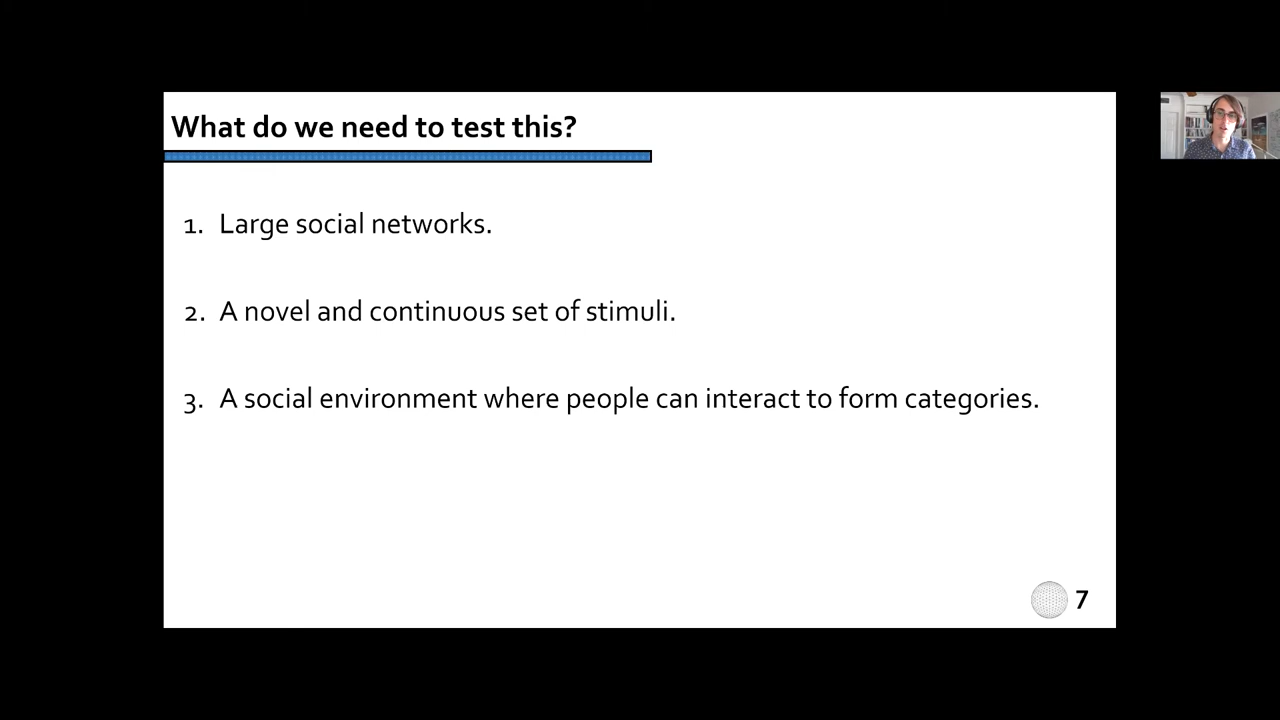 What do we need to test this?
1. Large social networks.
2. A novel and continuous set of stimuli.
3. A social environment where people can interact to form categories.
7